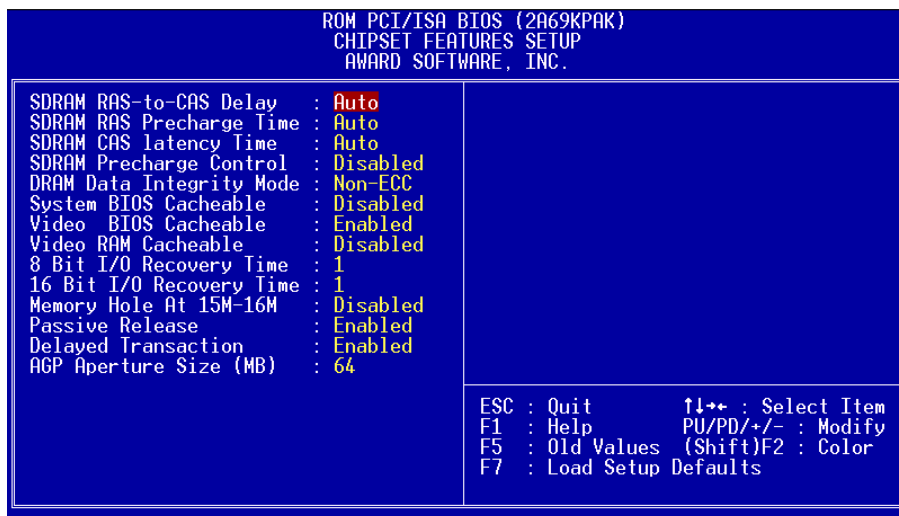 ROM PCI/ISA BIOS (2A69KPAK)
CHIPSET FEATURES SETUP
AWARD SOFTWARE, INC.
SDRAM RAS-to-CAS Delay : Auto
SDRAM RAS Precharge Time : Auto
SDRAM CAS latency Time : Auto
SDRAM Precharge Control : Disabled
DRAM Data Integrity Mode : Non-ECC
System BIOS Cacheable : Disabled
Video BIOS Cacheable : Enabled
Video RAM Cacheable : Disabled
8 Bit I/O Recovery Time : 1
16 Bit I/O Recovery Time : 1
Memory Hole At 15M-16M : Disabled
Passive Release : Enabled
Delayed Transaction : Enabled
AGP Aperture Size (MB) : 64
ESC : Quit ↑↓→← : Select Item
F1 : Help PU/PD/+/- : Modify
F5 : Old Values (Shift)F2 : Color
F7 : Load Setup Defaults